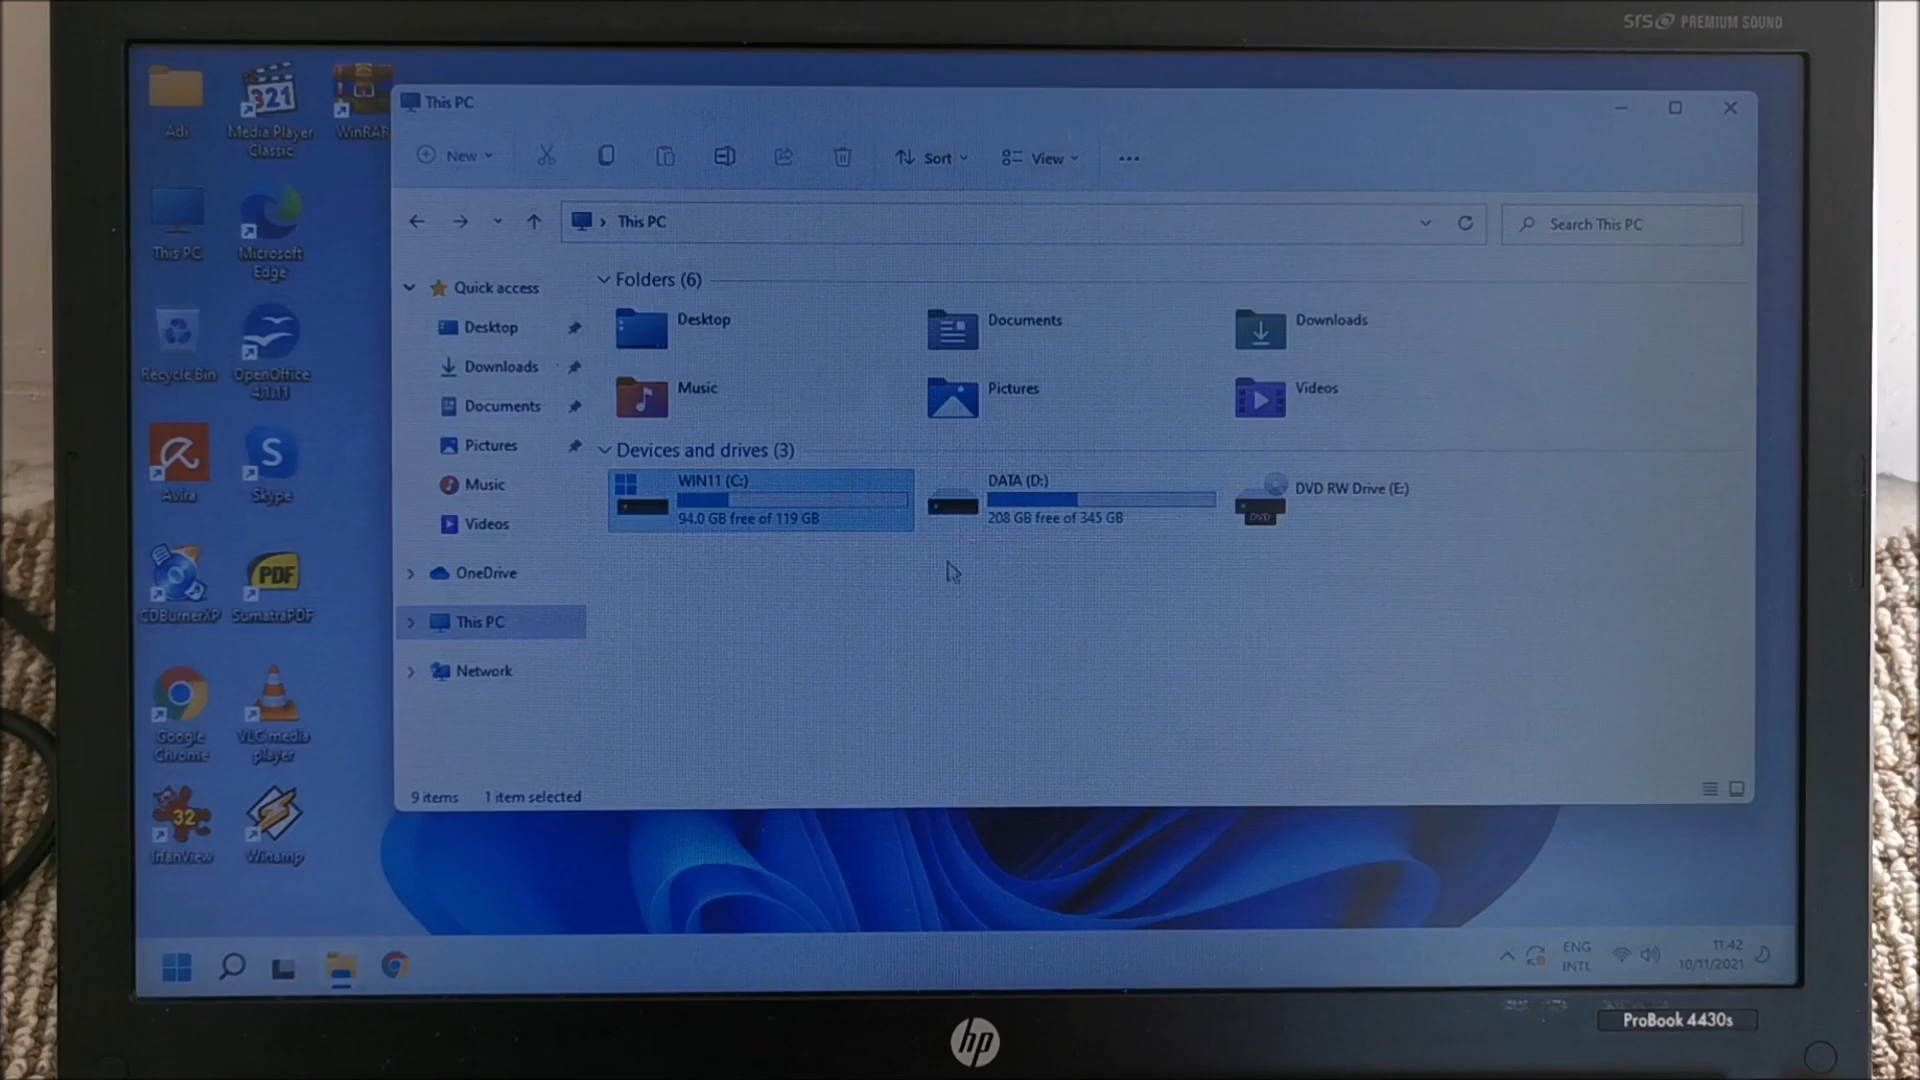 srs PREMIUM SOUND
Adi
Media Player
Classic
321
WinRAR
This PC
Microsoft
Edge
Recycle Bin
OpenOffice
4.1.11
Avira
S
Skype
CDBurnerXP
PDF
SumatraPDF
Google
Chrome
VLC media
player
32
IrfanView
Winamp
This PC
New
Sort
View
This PC
Search This PC
Quick access
Desktop
Downloads
Documents
Pictures
Music
Videos
OneDrive
This PC
Network
Folders (6)
Desktop
Documents
Downloads
Music
Pictures
Videos
Devices and drives (3)
WIN11 (C:)
94.0 GB free of 119 GB
DATA (D:)
208 GB free of 345 GB
DVD
DVD RW Drive (E:)
9 items 1 item selected
ENG
INTL
11:42
10/11/2021
hp
ProBook 4430s